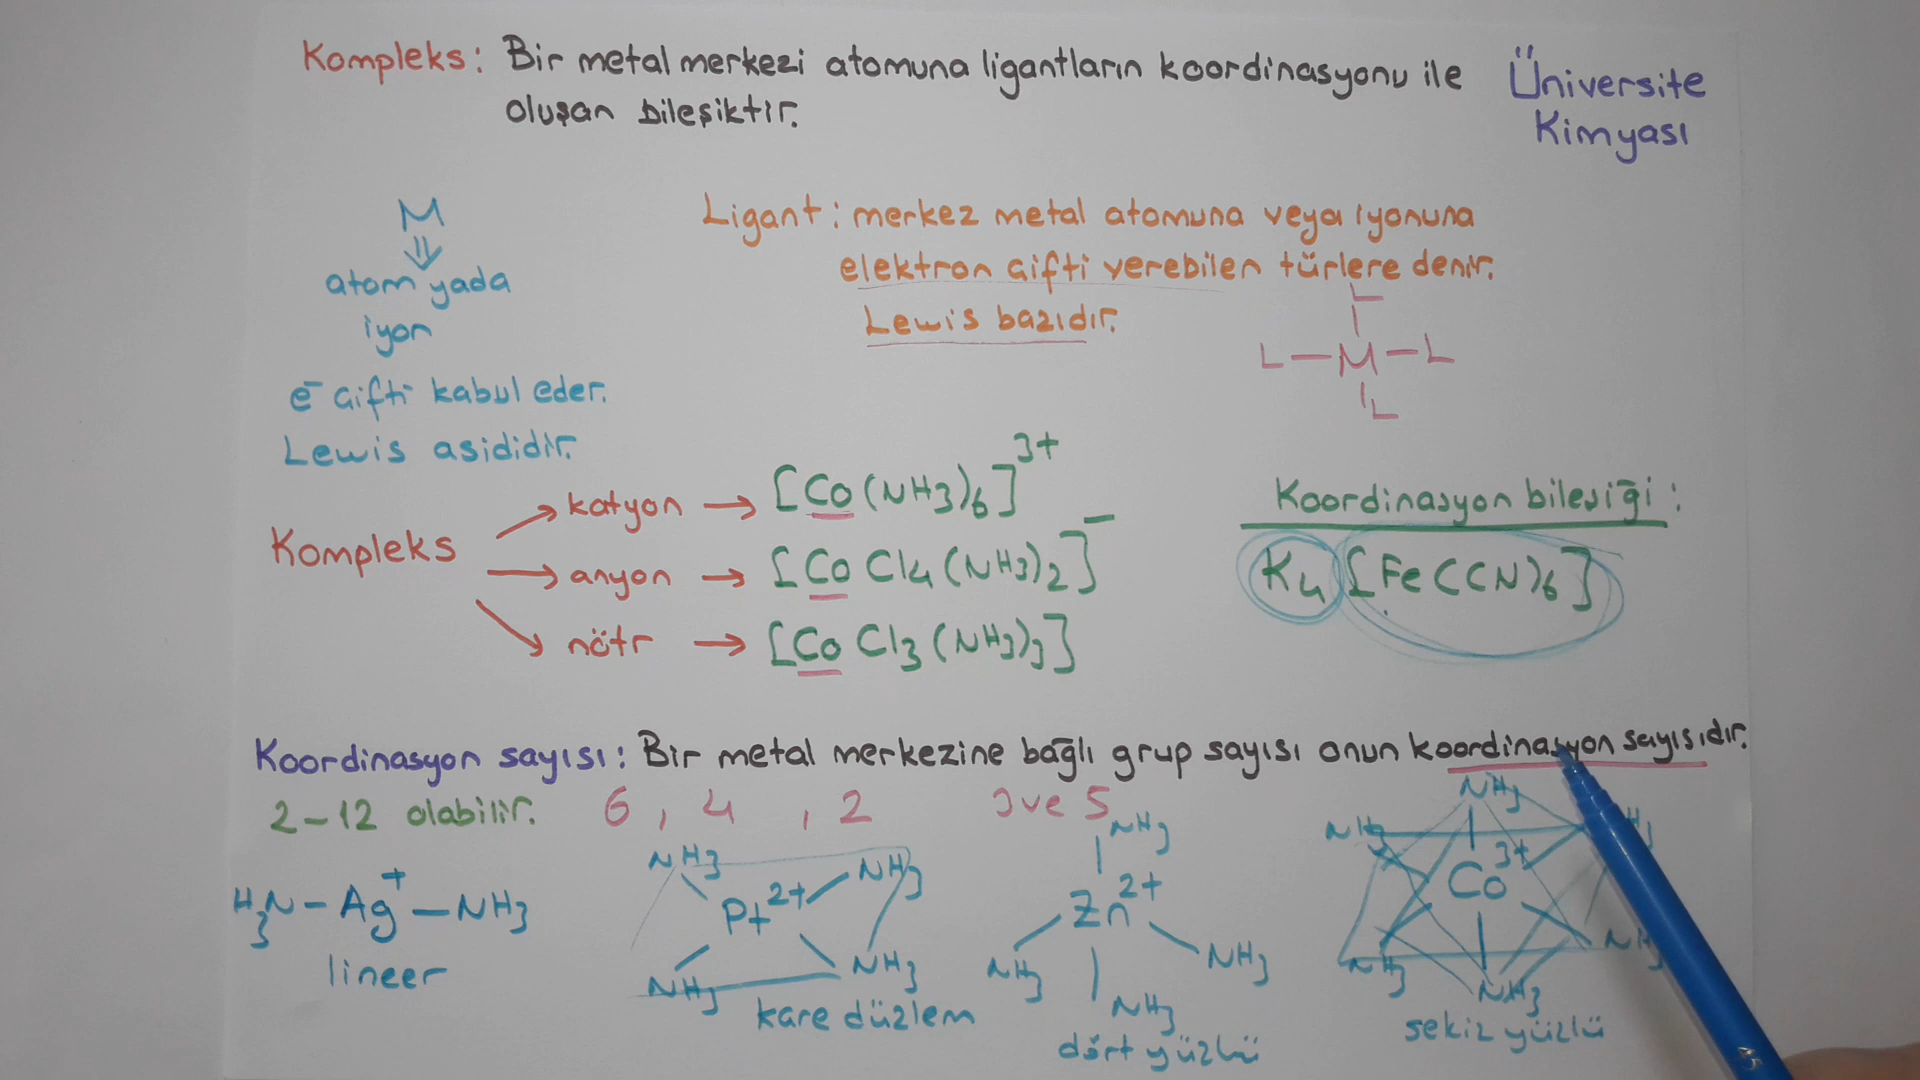 Kompleks: Bir metal merkezi atomuna ligantların koordinasyonu ile
oluşan bileşiktir.
Üniversite
Kimyası
M
⇓
atom yada
iyon
e⁻ çifti kabul eder.
Lewis asididir.
Ligant: merkez metal atomuna veya iyonuna
elektron çifti verebilen türlere denir.
Lewis bazıdır.
L
L—M—L
L
Kompleks
katyon → [Co(NH3)6]3+
anyon → [CoCl4(NH3)2]−
nötr → [CoCl3(NH3)3]
Koordinasyon bileşiği:
K4[Fe(CN)6]
Koordinasyon sayısı: Bir metal merkezine bağlı grup sayısı onun koordinasyon sayısıdır.
2-12 olabilir. 6, 4, 2 3ve 5
H3N-Ag+-NH3
lineer
NH3 NH3
Pt2+
NH3 NH3
kare düzlem
NH3
Zn2+
NH3 NH3
NH3
dört yüzlü
NH3
NH3
Co3+
NH3 NH3
NH3
sekiz yüzlü